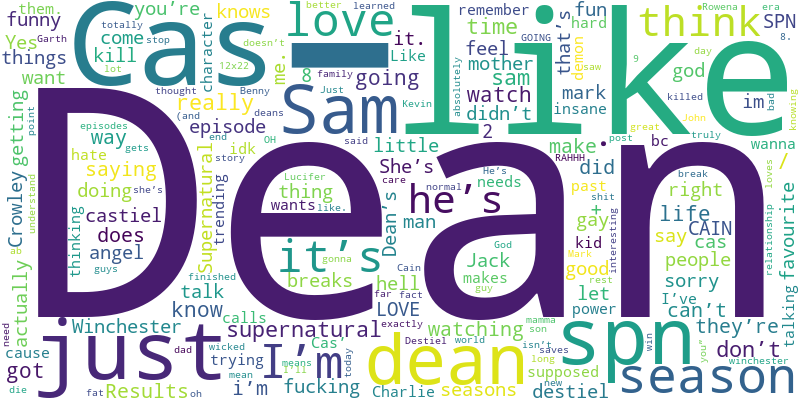 them.
you're
knows
Cas
love
like
think
Rowena
era
Garth
totally
come
better
learned
remember
fun
SPN
8.
funny
Yes
things
stop
character
doesn't
it.
time
hard
that's
GOING
demon
usaw
day
want
lot
kill
12x22
me.
8
family
Like
going
feel
mother
god
9
knowing
thought
Benny
Just
Kevin
absolutely
sam
watch
mark
insane
im
bad
killed
John
really
(and
deans
Sam
didn't
episode
OH
said
2
great
truly
wanna
point
episodes
way
end
idk
little
make.
bc
post
getting
gets
hate
saying
story
Lucifer
She's
RAHHH
did
/
understand
Crowley
she's
doing
Supernatural
trending
thing
care
He's
needs
past
right
break
loves
thinking
castiel
wants
like.
normal
he's
shit
+
life
relationship
favourite
does
Dean's
man
gay
interesting
say
CAIN
angel
guys
it's
gonna
God
Jack
kid
Mark
cas
people
actually
ab
Cain
makes
good
rest
sorry
talking
finished
talk
breaks
hell
far
fact
guy
let
I've
can't
know
calls
LOVE
power
Dean
need
Winchester
supernatural
exactly
watching
mamma
son
spn
they're
just
cause
dad
wicked
trying
Cas'
Destiel
world
isn't
win
you"
don't
got
mean
means
I'll
I'm
today
dean
saves
long
supposed
winchester
season
die
fat
Results
oh
i'm
fucking
Charlie
seasons
new
destiel